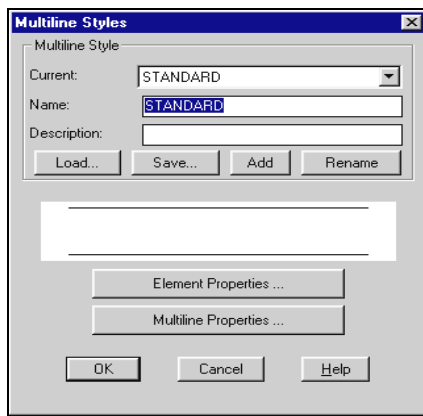 Multiline Styles
Multiline Style
Current: STANDARD
Name: STANDARD
Description:
Load... Save... Add Rename
Element Properties ...
Multiline Properties ...
OK Cancel Help